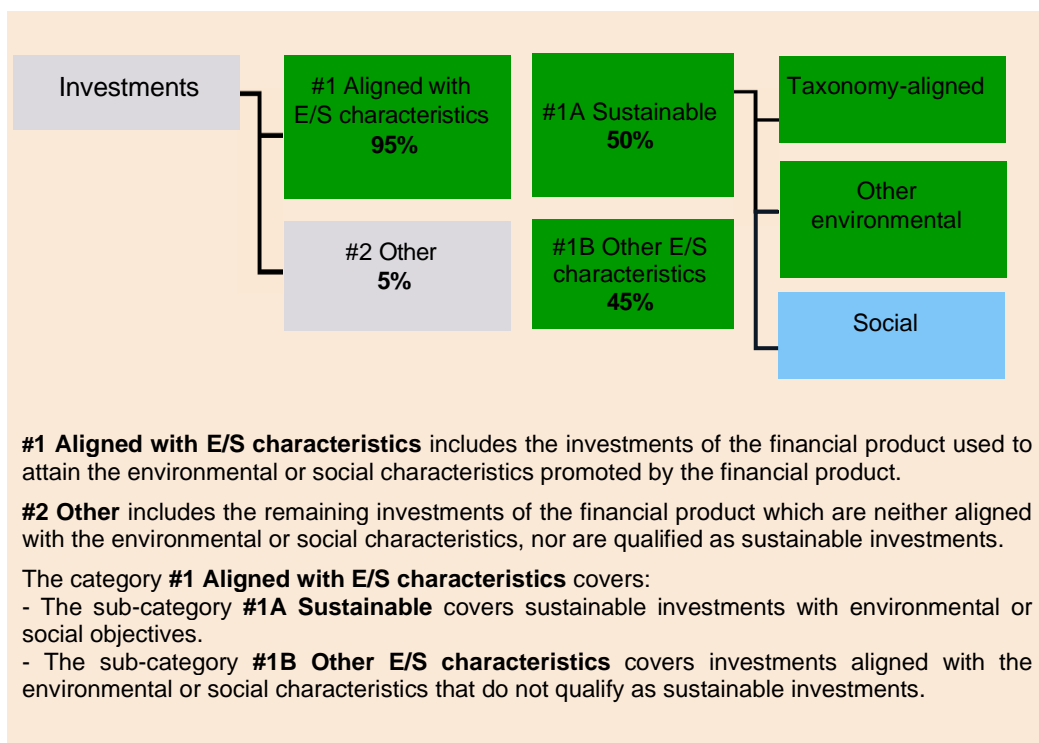 Investments
#1 Aligned with
E/S characteristics
95%
#2 Other
5%
#1A Sustainable
50%
#1B Other E/S
characteristics
45%
Taxonomy-aligned
Other
environmental
Social
#1 Aligned with E/S characteristics includes the investments of the financial product used to
attain the environmental or social characteristics promoted by the financial product.
#2 Other includes the remaining investments of the financial product which are neither aligned
with the environmental or social characteristics, nor are qualified as sustainable investments.
The category #1 Aligned with E/S characteristics covers:
- The sub-category #1A Sustainable covers sustainable investments with environmental or
social objectives.
- The sub-category #1B Other E/S characteristics covers investments aligned with the
environmental or social characteristics that do not qualify as sustainable investments.